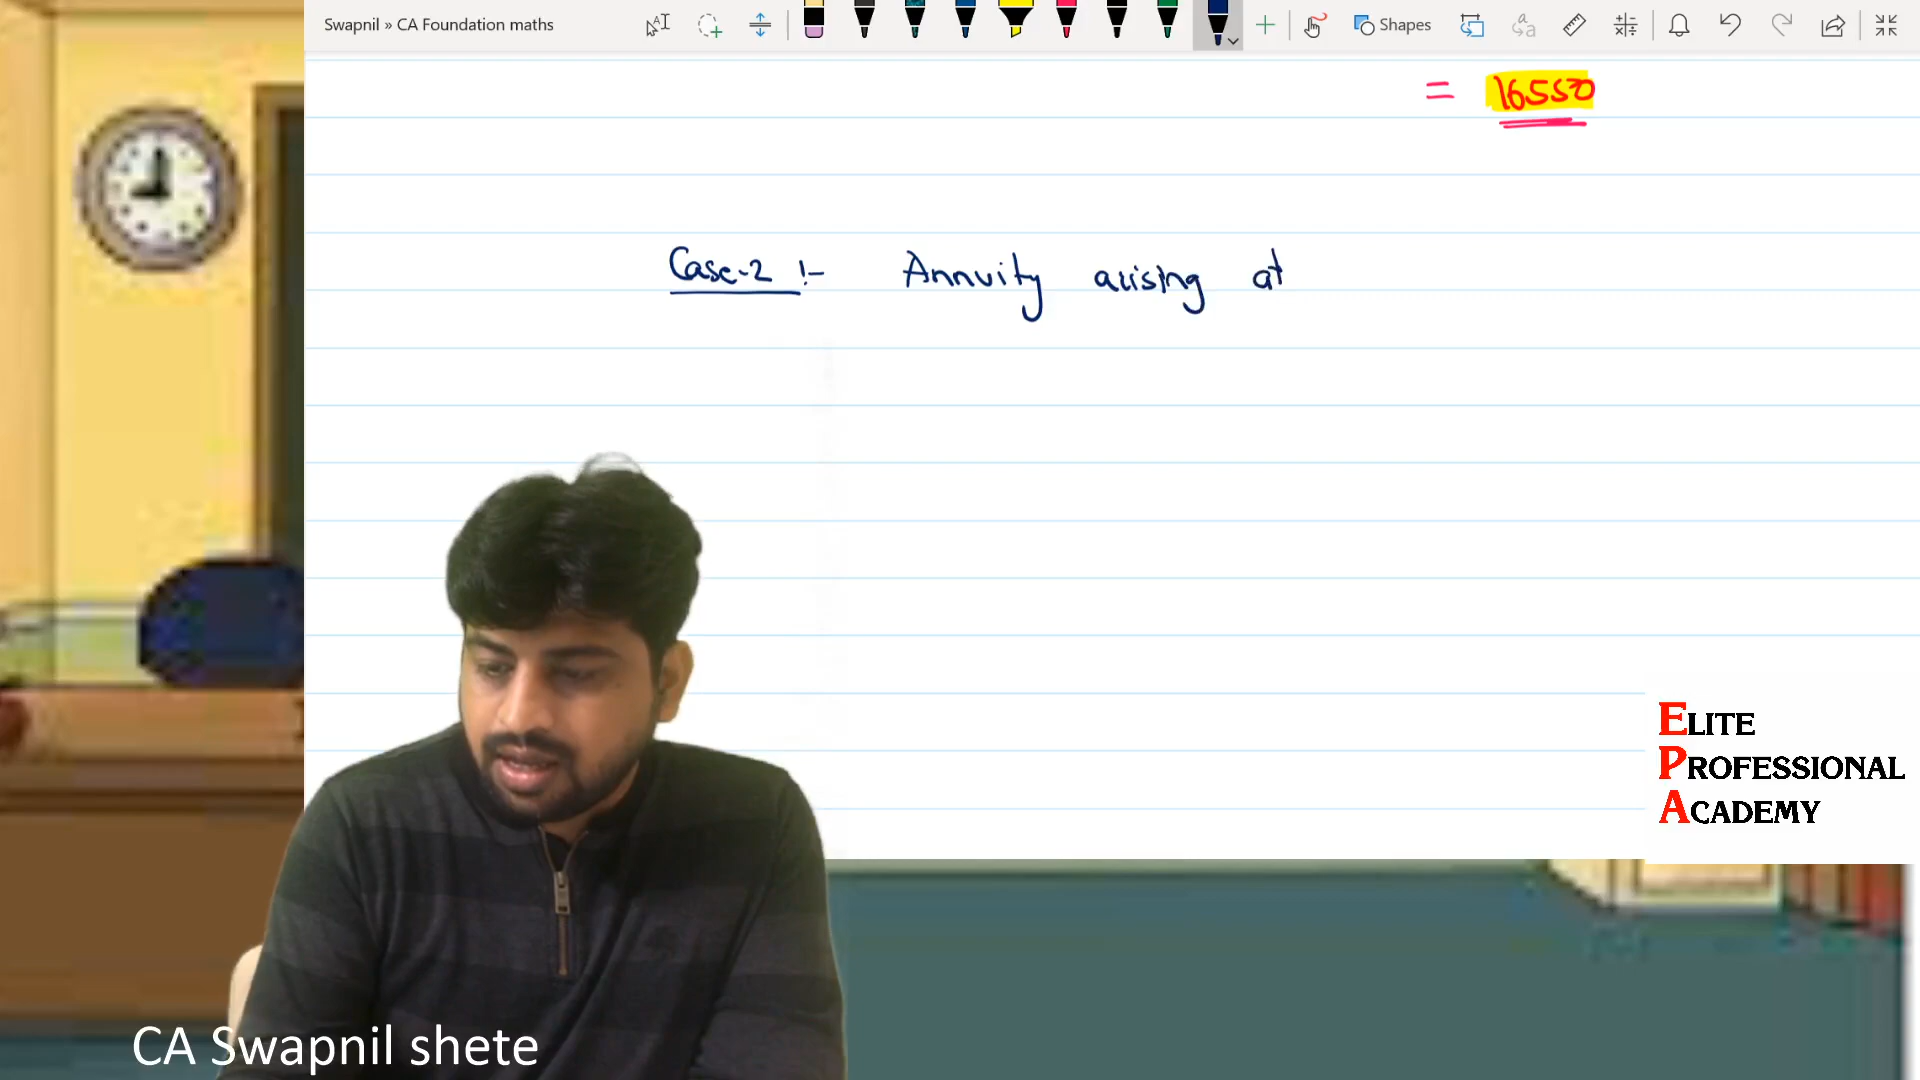 Swapnil » CA Foundation maths
Shapes
= 16550
Case-2 :- Annuity arising at
ELITE
PROFESSIONAL
ACADEMY
CA Swapnil shete